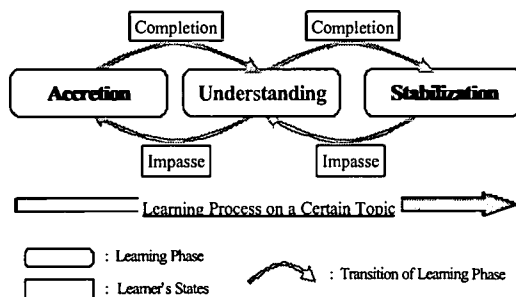 Completion Completion
Accretion Understanding Stabilization
Impasse Impasse
Learning Process on a Certain Topic
: Learning Phase
: Transition of Learning Phase
: Learner's States